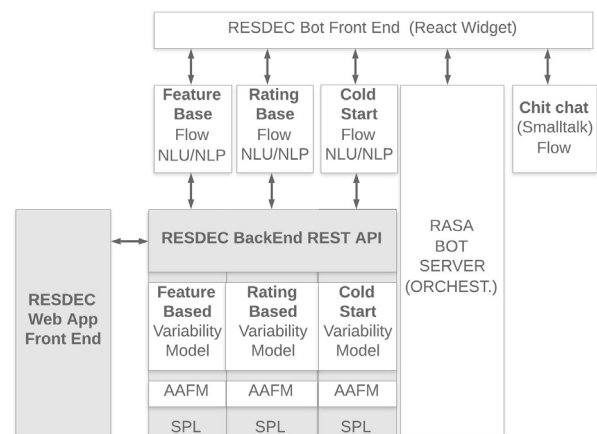 RESDEC Bot Front End (React Widget)
Feature
Base
Flow
NLU/NLP
Rating
Base
Flow
NLU/NLP
Cold
Start
Flow
NLU/NLP
Chit chat
(Smalltalk)
Flow
RASA
BOT
SERVER
(ORCHEST.)
RESDEC BackEnd REST API
RESDEC
Web App
Front End
Feature
Based
Variability
Model
Rating
Based
Variability
Model
Cold
Start
Variability
Model
AAFM
AAFM
AAFM
SPL
SPL
SPL